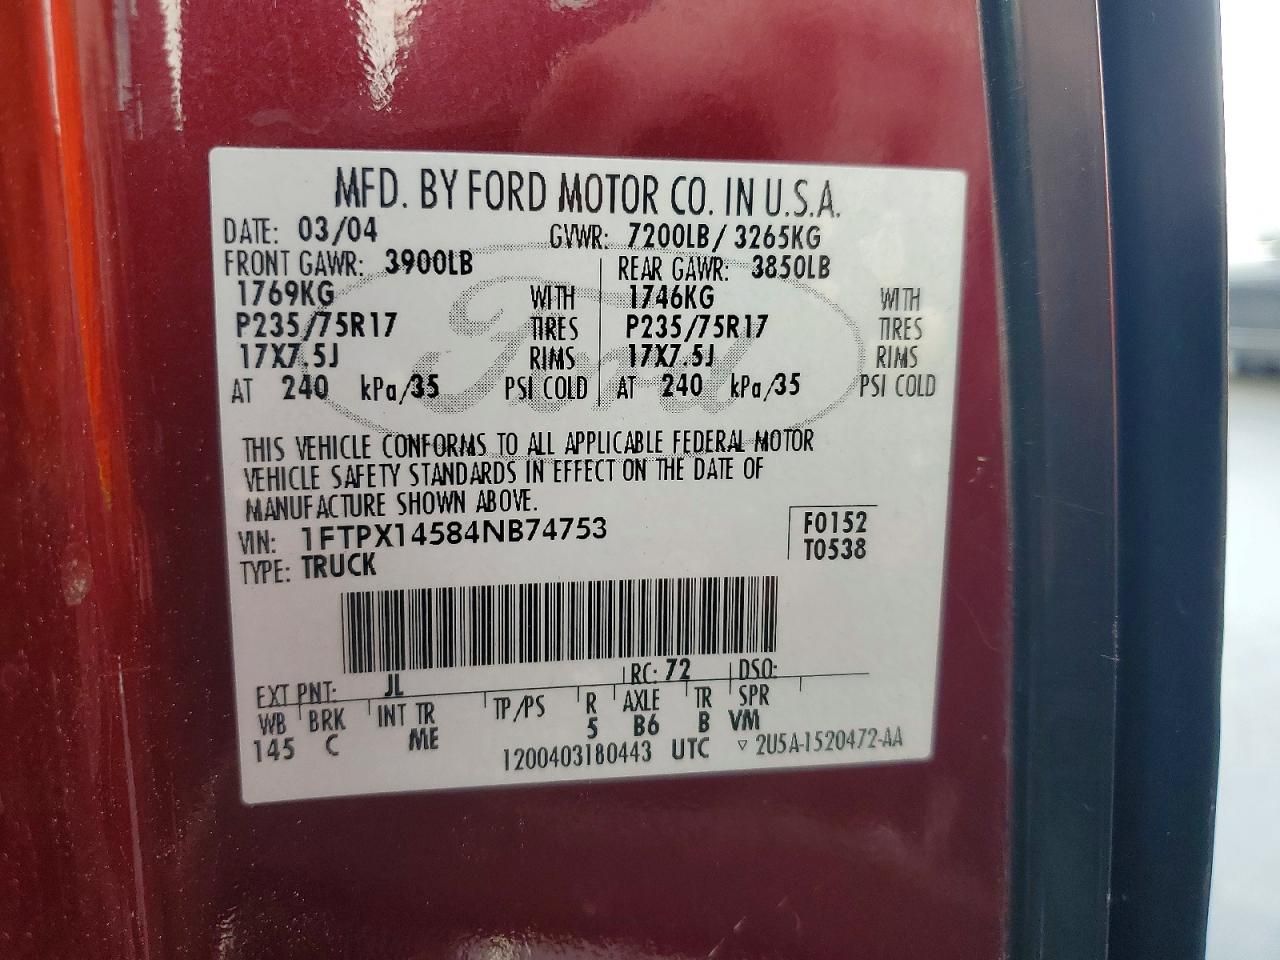 MFD. BY FORD MOTOR CO. IN U.S.A.
DATE: 03/04 GVWR: 7200LB/ 3265KG
FRONT GAWR: 3900LB REAR GAWR: 3850LB
1769KG WITH 1746KG WITH
P235/75R17 TIRES P235/75R17 TIRES
17X7.5J RIMS 17X7.5J RIMS
AT 240 kPa/35 PSI COLD AT 240 kPa/35 PSI COLD
Ford
THIS VEHICLE CONFORMS TO ALL APPLICABLE FEDERAL MOTOR
VEHICLE SAFETY STANDARDS IN EFFECT ON THE DATE OF
MANUFACTURE SHOWN ABOVE.
VIN: 1FTPX14584NB74753 F0152
TYPE: TRUCK T0538
EXT PNT: JL RC: 72 DSO:
WB BRK INT TR TP/PS R AXLE TR SPR
145 C ME 5 B6 B VM
1200403180443 UTC ▽ 2U5A-1520472-AA